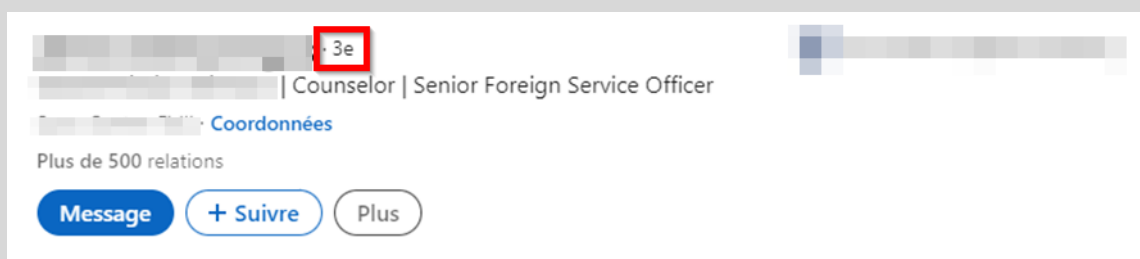 · 3e
| Counselor | Senior Foreign Service Officer
· Coordonnées
Plus de 500 relations
Message
+ Suivre
Plus